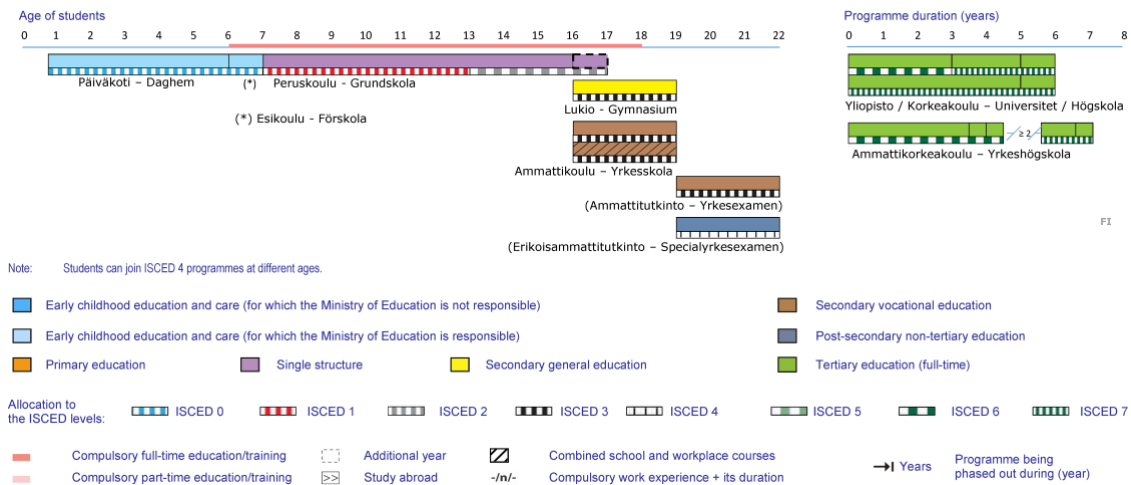 Age of students
Programme duration (years)
0 1 2 3 4 5 6 7 8 9 10 11 12 13 14 15 16 17 18 19 20 21 22
0 1 2 3 4 5 6 7 8
Päiväkoti – Daghem
(*)
Peruskoulu - Grundskola
(*) Esikoulu - Förskola
Lukio - Gymnasium
Ammattikoulu – Yrkesskola
(Ammattitutkinto – Yrkesexamen)
(Erikoisammattitutkinto – Specialyrkesexamen)
Yliopisto / Korkeakoulu – Universitet / Högskola
≥ 2
Ammattikorkeakoulu – Yrkeshögskola
FI
Note: Students can join ISCED 4 programmes at different ages.
Early childhood education and care (for which the Ministry of Education is not responsible)
Secondary vocational education
Early childhood education and care (for which the Ministry of Education is responsible)
Post-secondary non-tertiary education
Primary education
Single structure
Secondary general education
Tertiary education (full-time)
Allocation to
the ISCED levels:
ISCED 0
ISCED 1
ISCED 2
ISCED 3
ISCED 4
ISCED 5
ISCED 6
ISCED 7
Compulsory full-time education/training
Additional year
Combined school and workplace courses
Compulsory part-time education/training
>> Study abroad
-/n/- Compulsory work experience + its duration
Years
Programme being
phased out during (year)